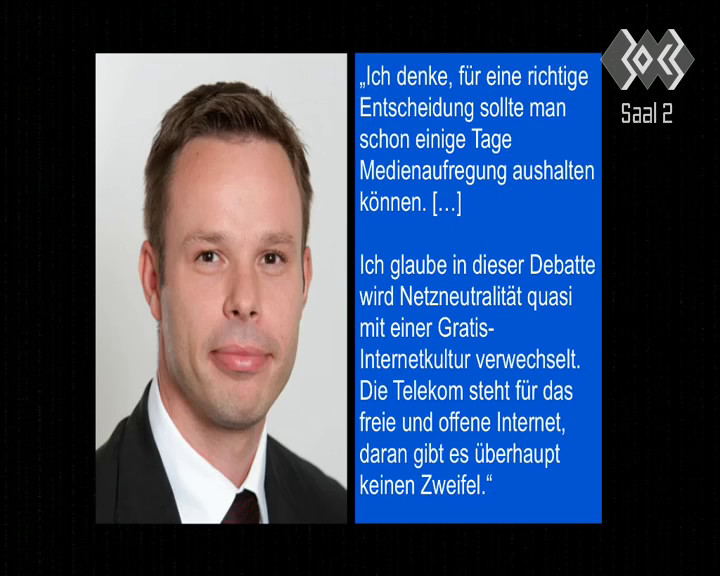 „Ich denke, für eine richtige
Entscheidung sollte man
schon einige Tage
Medienaufregung aushalten
können. […]
Ich glaube in dieser Debatte
wird Netzneutralität quasi
mit einer Gratis-
Internetkultur verwechselt.
Die Telekom steht für das
freie und offene Internet,
daran gibt es überhaupt
keinen Zweifel.“
Saal 2